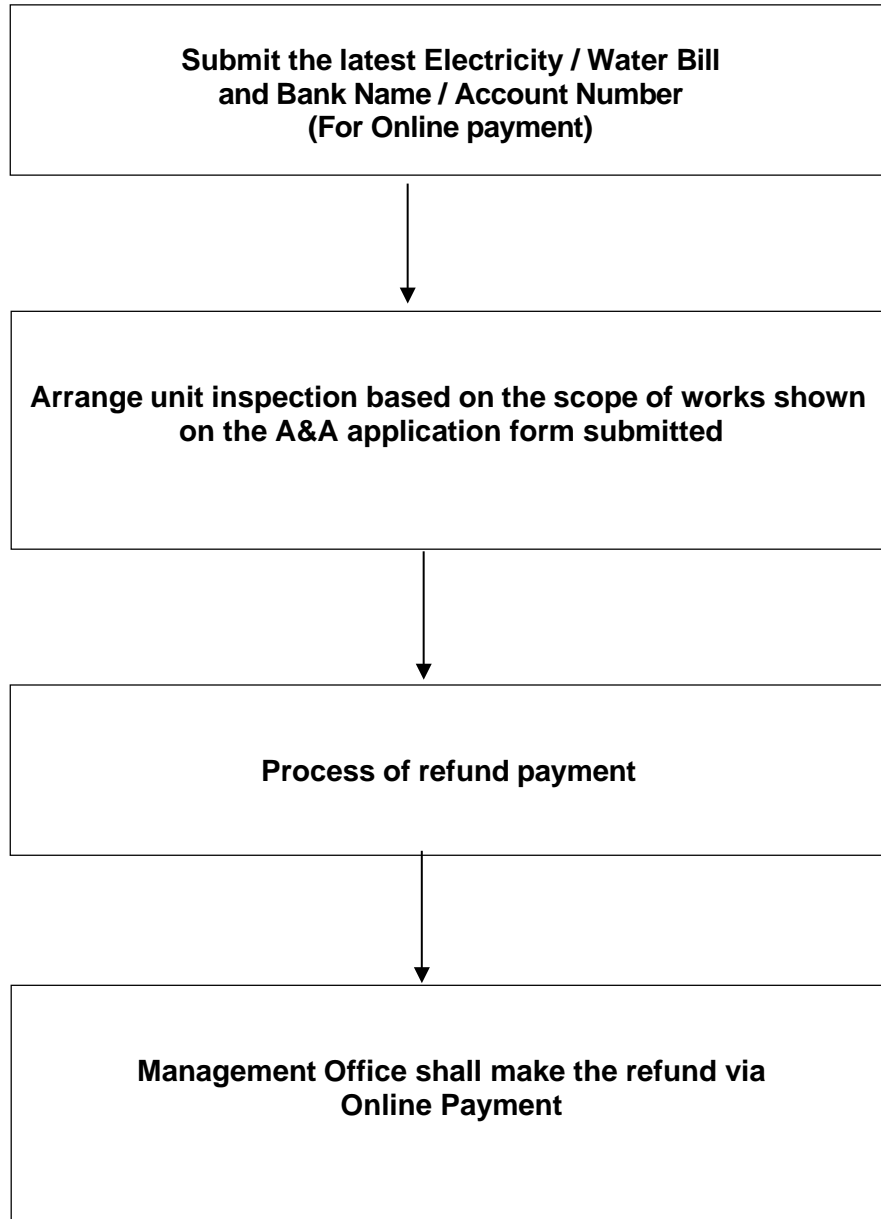 Submit the latest Electricity / Water Bill
and Bank Name / Account Number
(For Online payment)
Arrange unit inspection based on the scope of works shown
on the A&A application form submitted
Process of refund payment
Management Office shall make the refund via
Online Payment